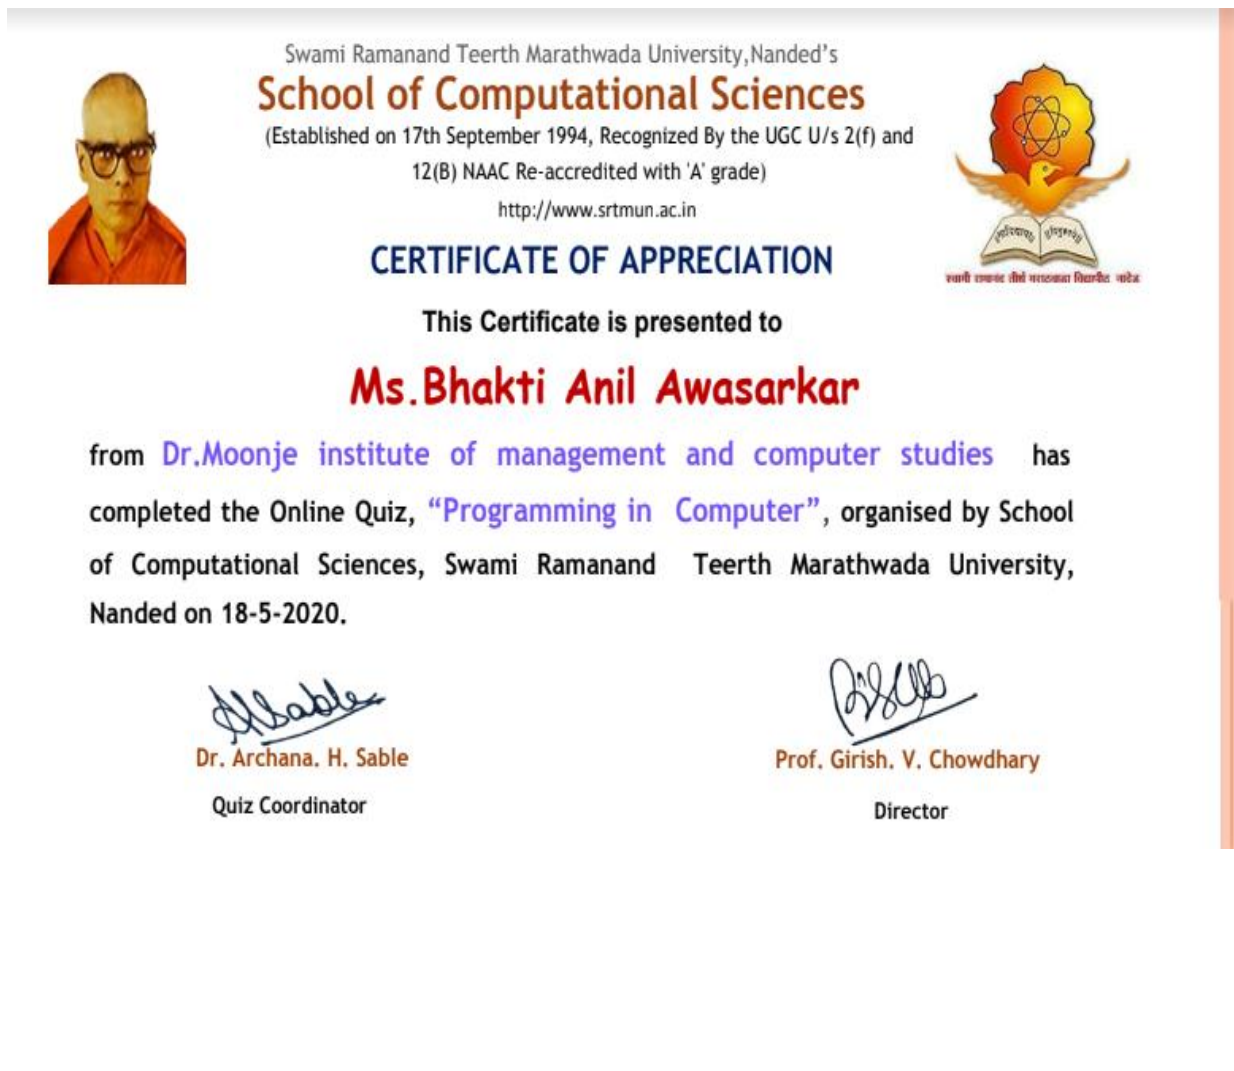 Swami Ramanand Teerth Marathwada University,Nanded's
School of Computational Sciences
(Established on 17th September 1994, Recognized By the UGC U/s 2(f) and
12(B) NAAC Re-accredited with 'A' grade)
http://www.srtmun.ac.in
स्वामी रामानंद तीर्थ मराठवाडा विद्यापीठ नांदेड
CERTIFICATE OF APPRECIATION
This Certificate is presented to
Ms.Bhakti Anil Awasarkar
from Dr.Moonje institute of management and computer studies has
completed the Online Quiz, “Programming in Computer”, organised by School
of Computational Sciences, Swami Ramanand Teerth Marathwada University,
Nanded on 18-5-2020.
AHSable
Dr. Archana. H. Sable
Prof. Girish. V. Chowdhary
Quiz Coordinator
Director